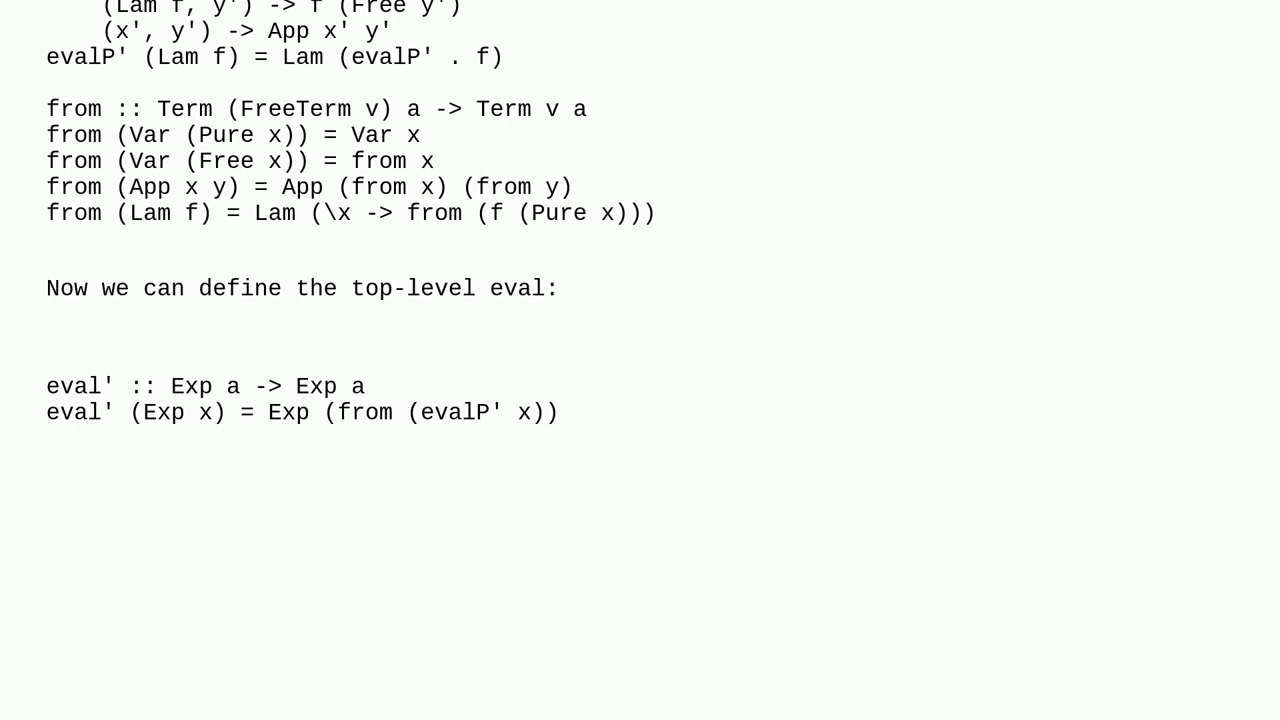 (Lam f, y') -> f (Free y')
(x', y') -> App x' y'
evalP' (Lam f) = Lam (evalP' . f)
from :: Term (FreeTerm v) a -> Term v a
from (Var (Pure x)) = Var x
from (Var (Free x)) = from x
from (App x y) = App (from x) (from y)
from (Lam f) = Lam (\x -> from (f (Pure x)))
Now we can define the top-level eval:
eval' :: Exp a -> Exp a
eval' (Exp x) = Exp (from (evalP' x))